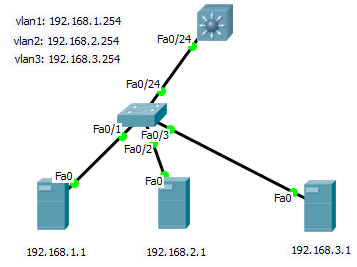 vlan1: 192.168.1.254
vlan2: 192.168.2.254
vlan3: 192.168.3.254
Fa0/24
Fa0/24
Fa0/1
Fa0/3
Fa0/2
Fa0
Fa0
Fa0
192.168.1.1
192.168.2.1
192.168.3.1